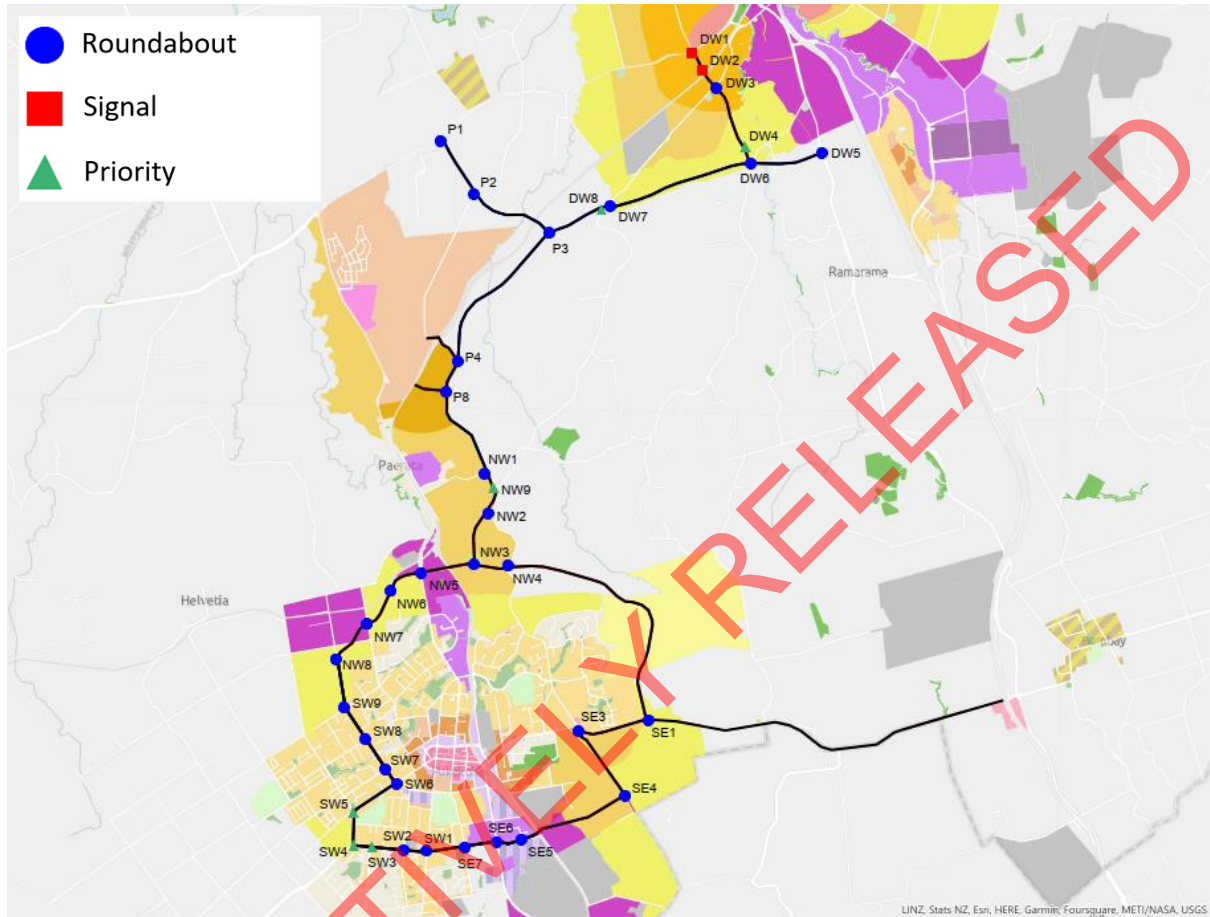 Roundabout
Signal
Priority
DW1
DW2
DW3
P1
DW4
DW5
DW6
P2
DW8
DW7
P3
Ramarama
P4
P8
NW1
NW9
NW2
NW3
NW4
NW5
NW6
Helvetia
NW7
NW8
SW9
SE3
SE1
SW8
SW7
SW6
SE4
SW5
SW4
SW3
SW2
SW1
SE7
SE6
SE5
TIVELY RELEASED
LINZ, Stats NZ, Esri, HERE, Garmin, Foursquare, METI/NASA, USGS